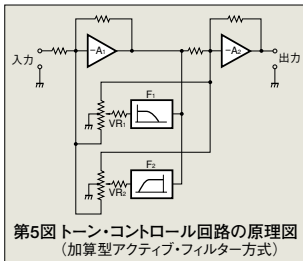 入力
-A₁
-A₂
出力
F₁
VR₁
F₂
VR₂
第5図 トーン・コントロール回路の原理図
(加算型アクティブ・フィルター方式)